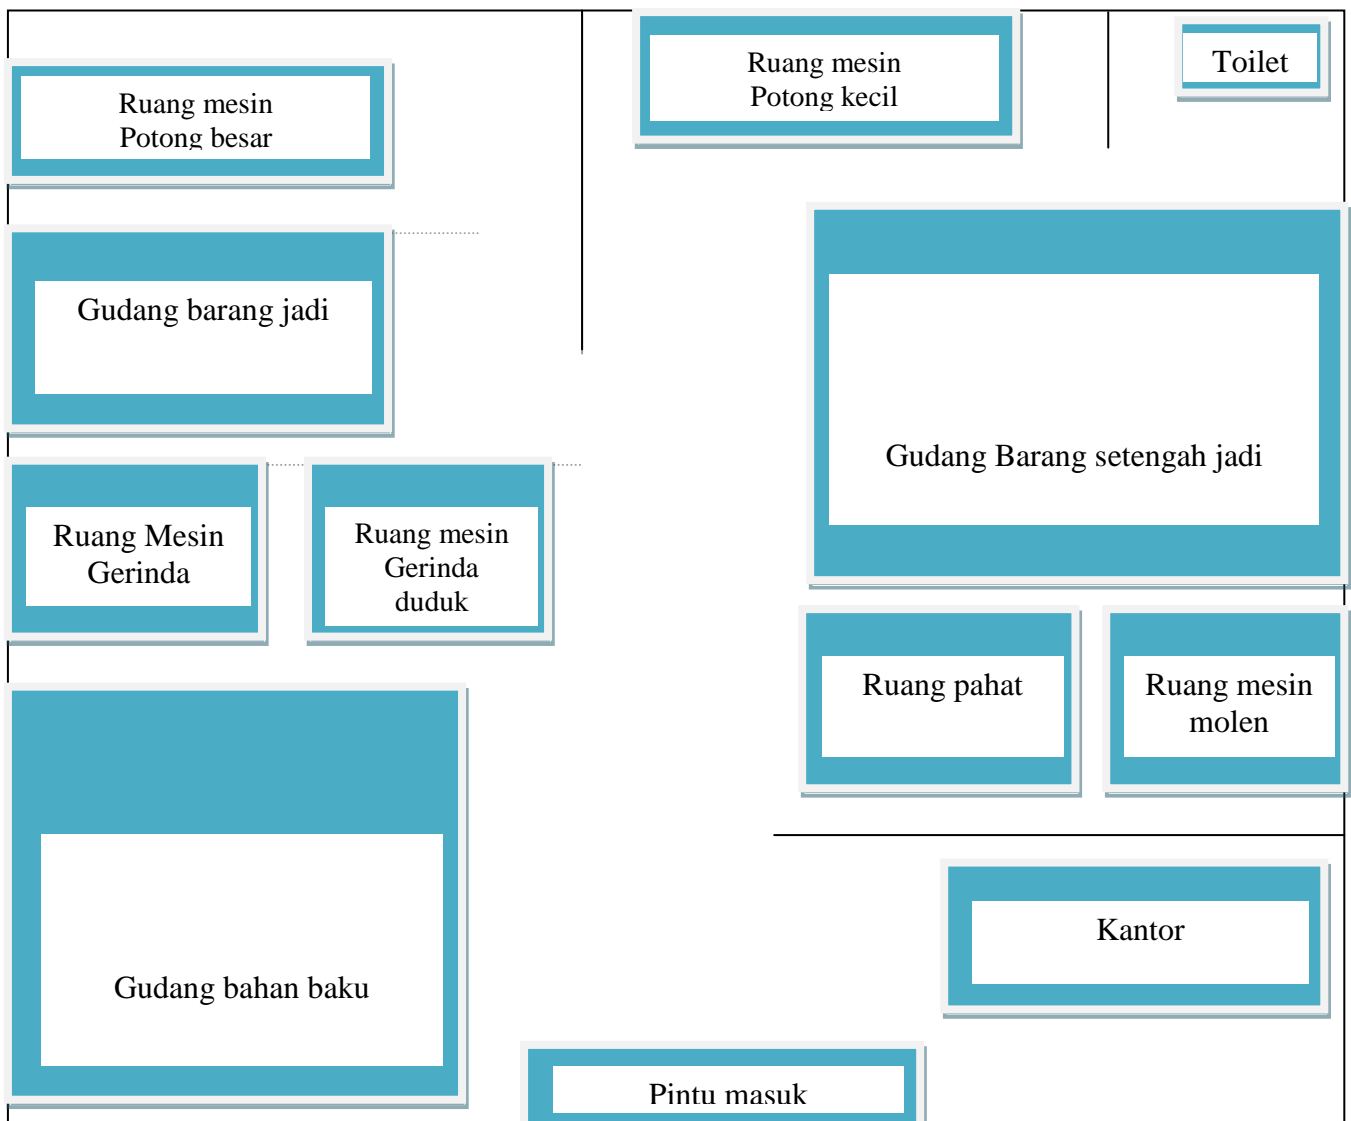 Ruang mesin
Potong besar
Ruang mesin
Potong kecil
Toilet
Gudang barang jadi
Gudang Barang setengah jadi
Ruang Mesin
Gerinda
Ruang mesin
Gerinda
duduk
Ruang pahat
Ruang mesin
molen
Gudang bahan baku
Kantor
Pintu masuk